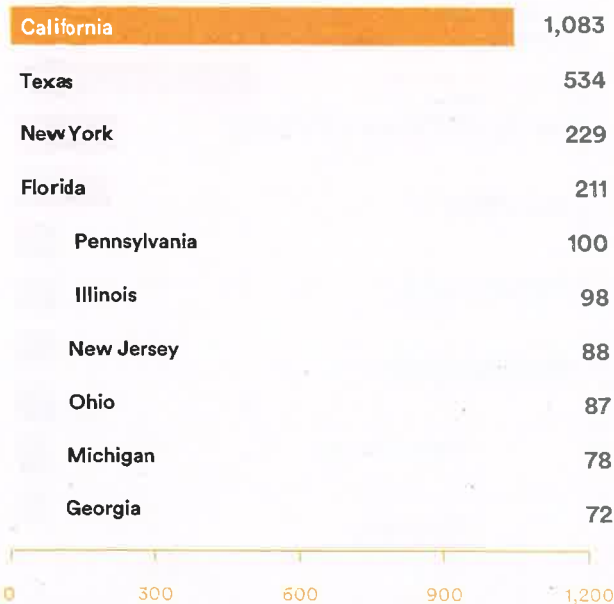 California 1,083
Texas 534
New York 229
Florida 211
Pennsylvania 100
Illinois 98
New Jersey 88
Ohio 87
Michigan 78
Georgia 72
0 300 600 900 1,200